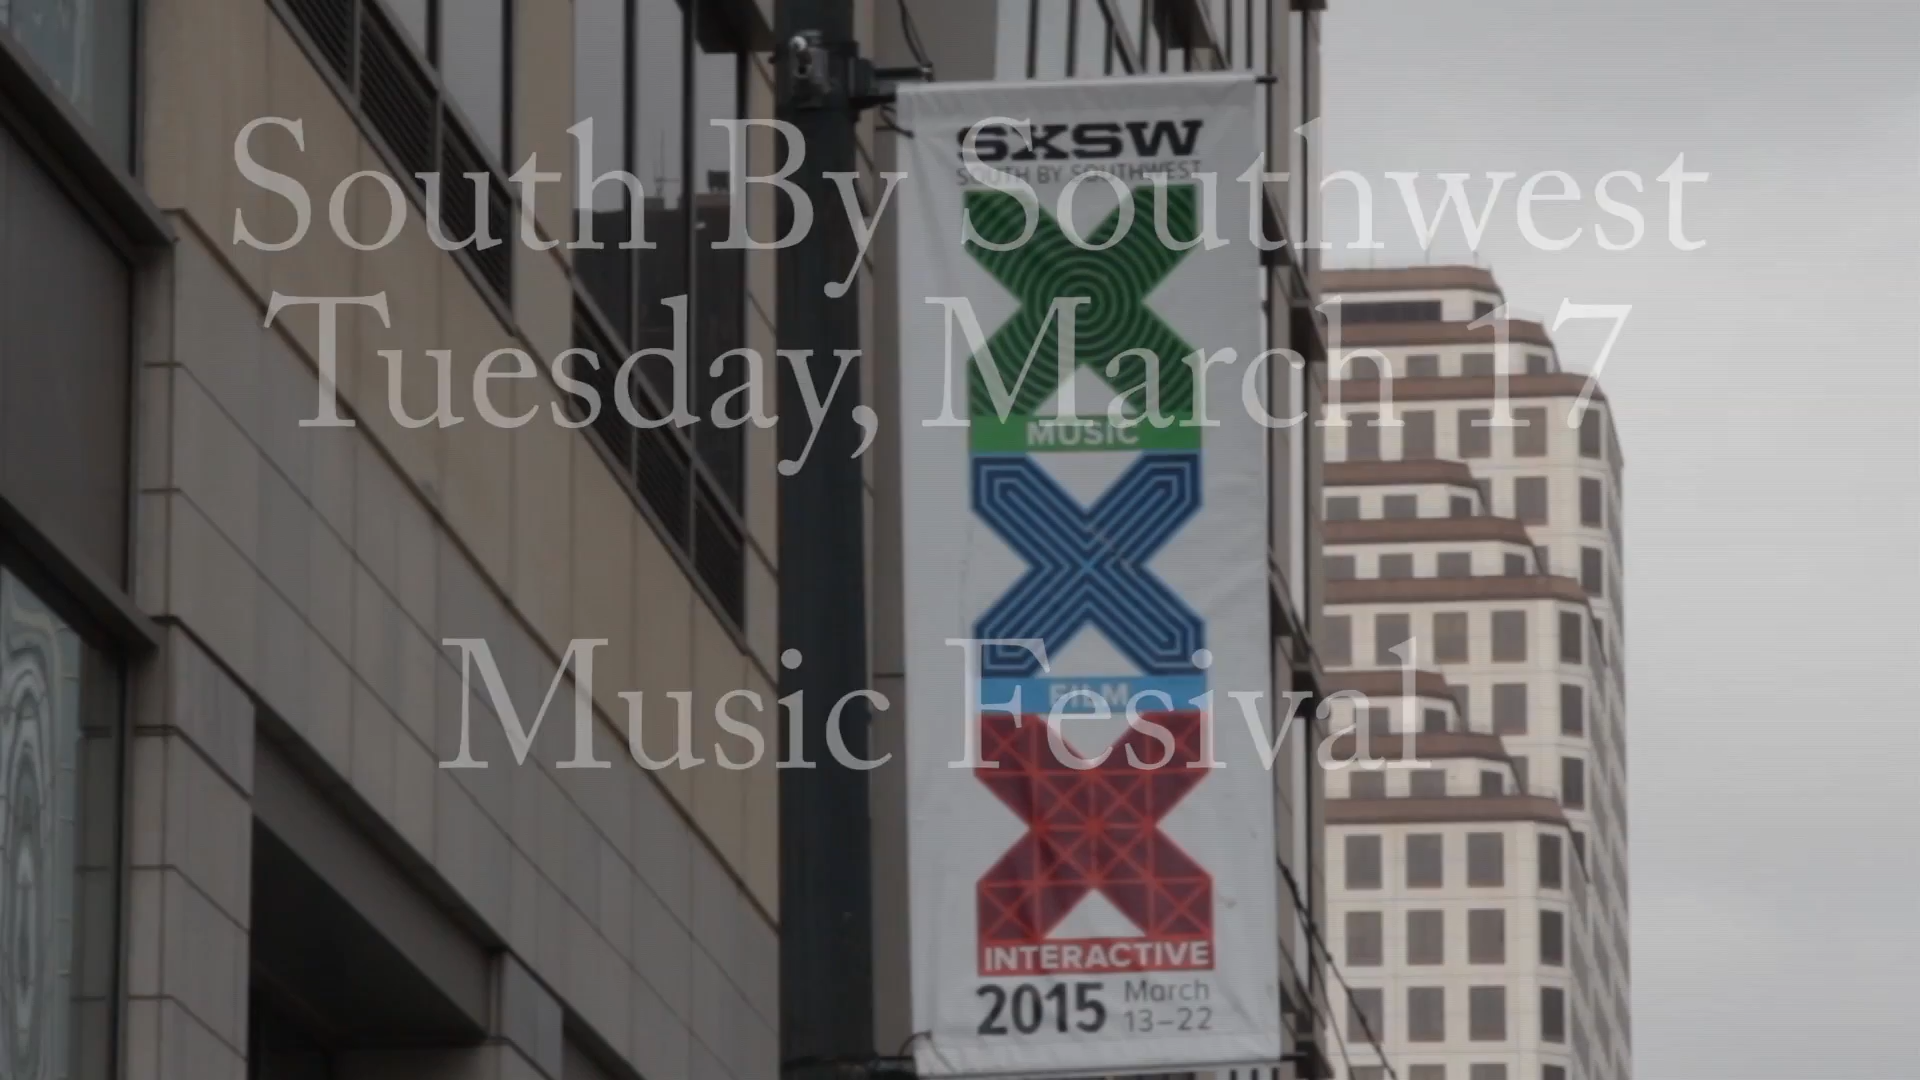 South By Southwest
Tuesday, March 17
Music Fesival
SXSW
SOUTH BY SOUTHWEST
MUSIC
FILM
INTERACTIVE
2015 March
13-22